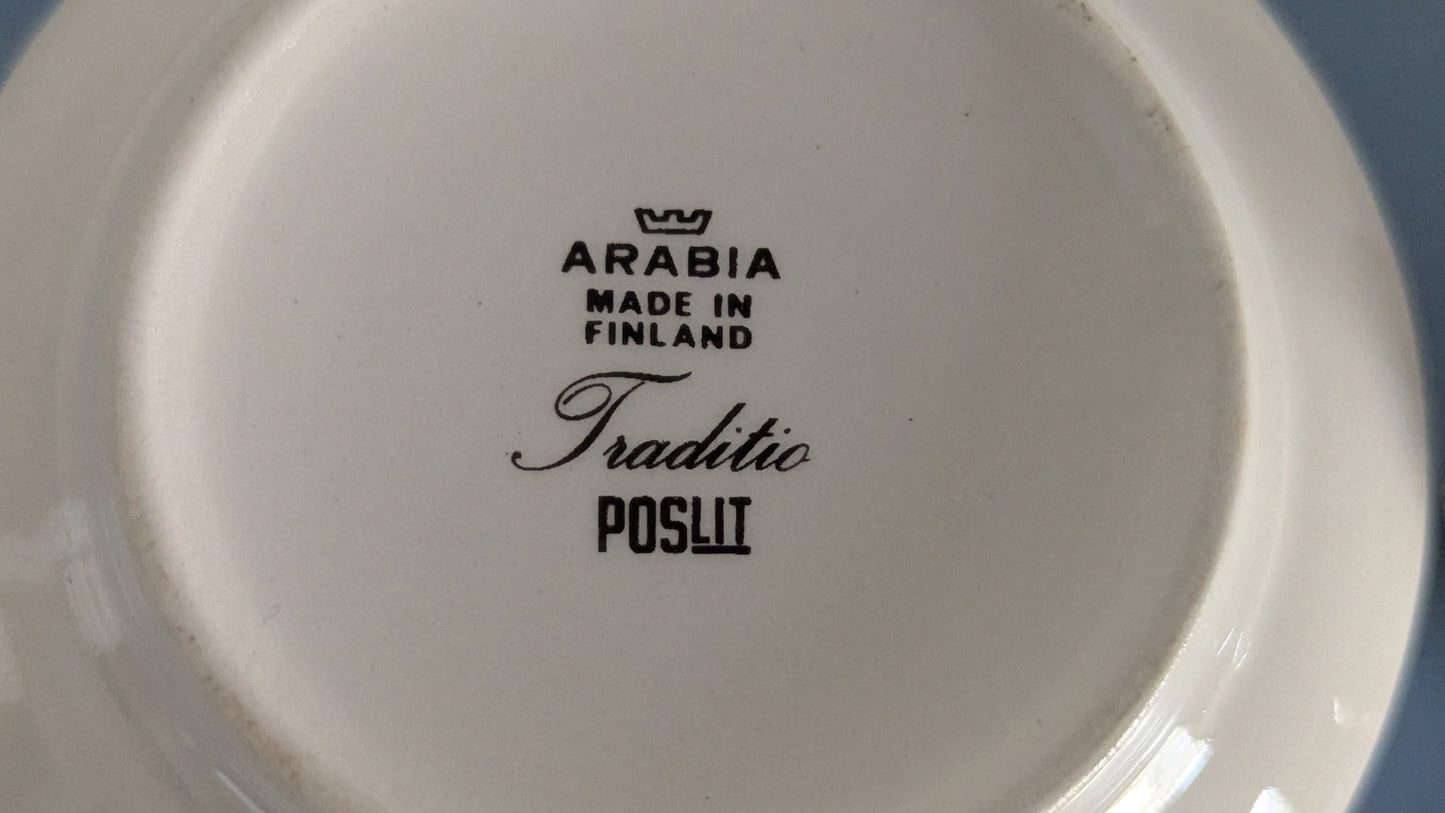 ARABIA
MADE IN
FINLAND
Traditio
POSLIT